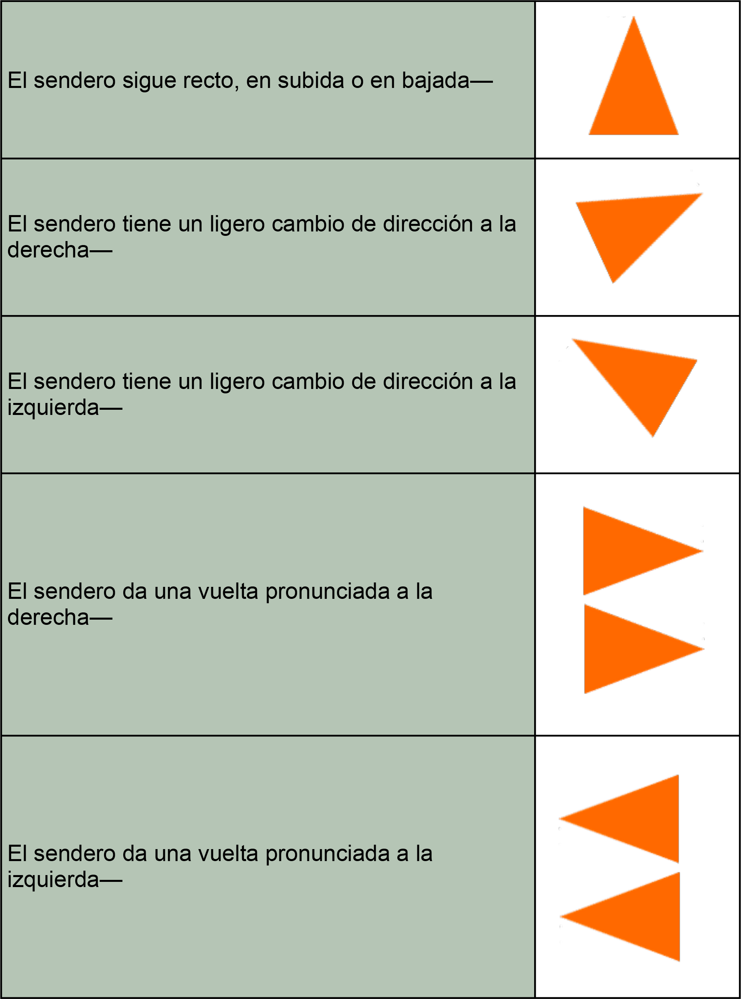 El sendero sigue recto, en subida o en bajada—
El sendero tiene un ligero cambio de dirección a la
derecha—
El sendero tiene un ligero cambio de dirección a la
izquierda—
El sendero da una vuelta pronunciada a la
derecha—
El sendero da una vuelta pronunciada a la
izquierda—